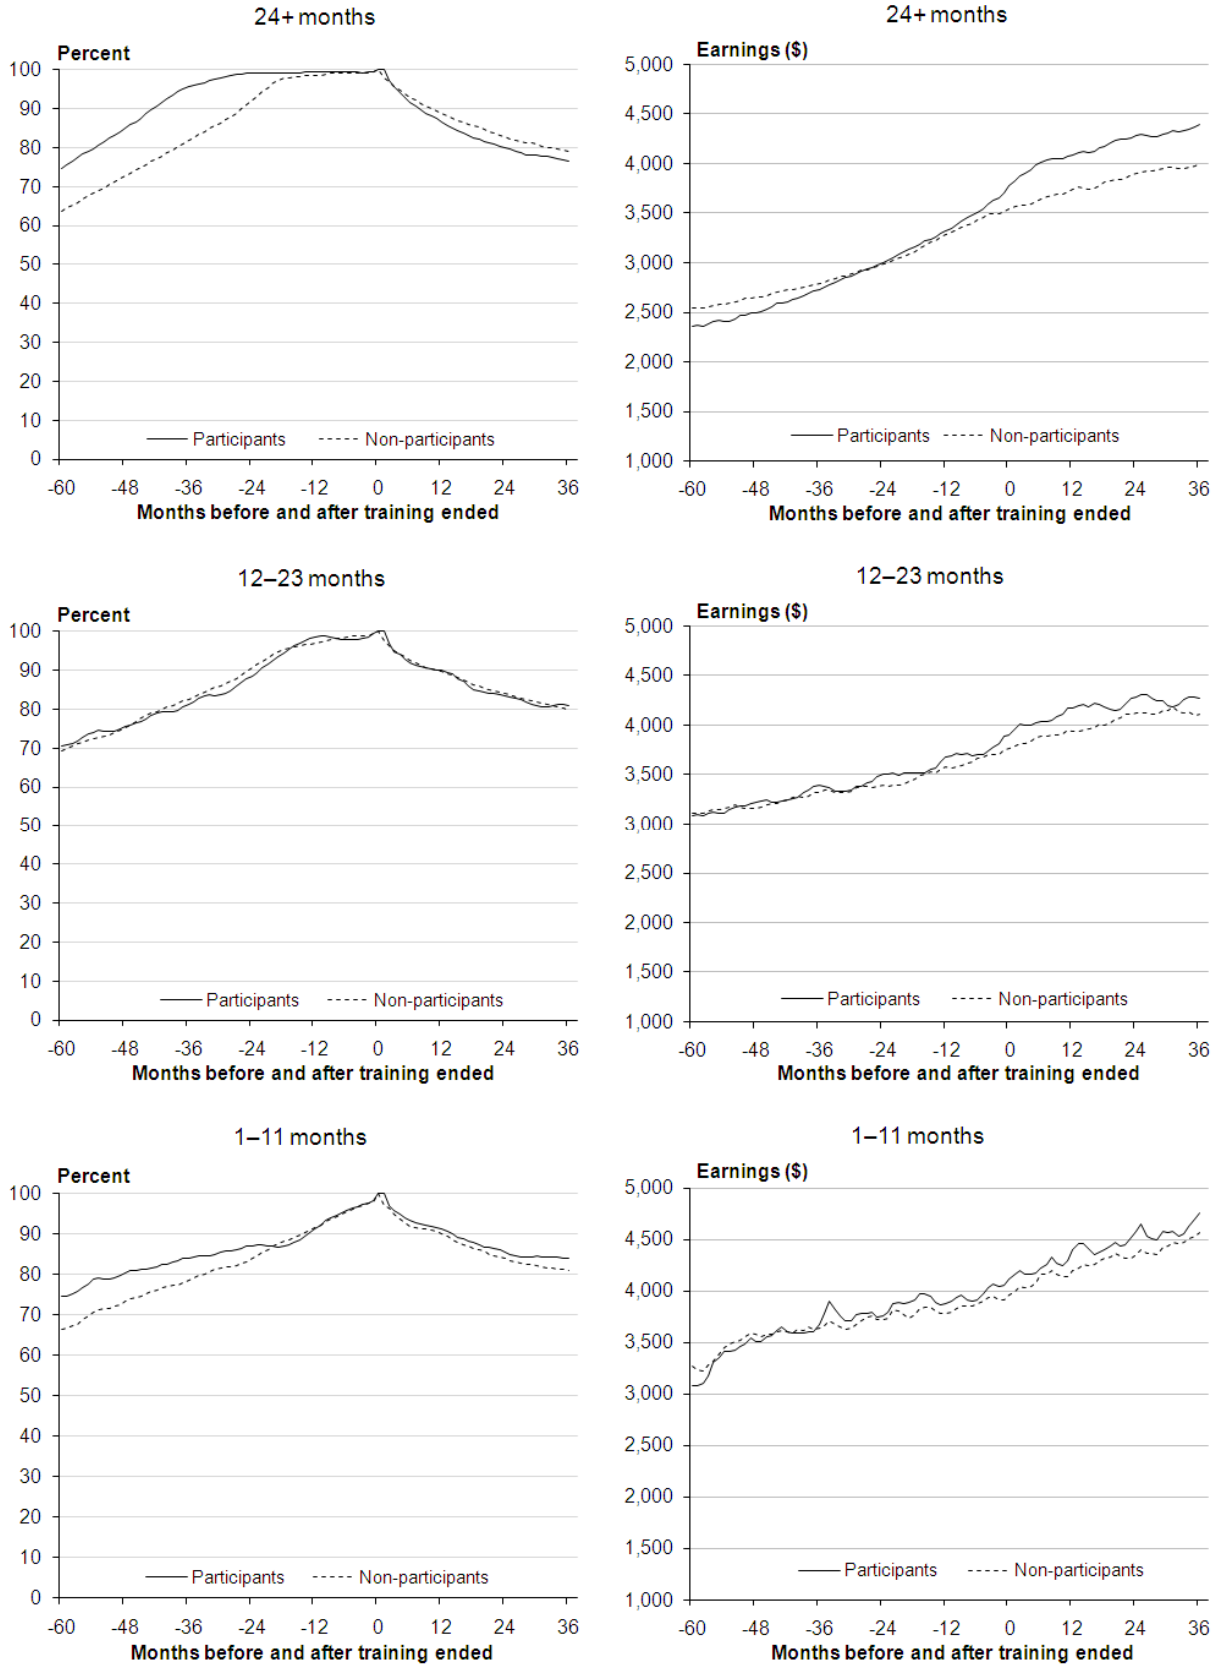 24+ months
Percent
100
90
80
70
60
50
40
30
20
10
0
Participants
Non-participants
-60 -48 -36 -24 -12 0 12 24 36
Months before and after training ended
24+ months
Earnings ($)
5,000
4,500
4,000
3,500
3,000
2,500
2,000
1,500
1,000
Participants
Non-participants
-60 -48 -36 -24 -12 0 12 24 36
Months before and after training ended
12–23 months
Percent
100
90
80
70
60
50
40
30
20
10
0
Participants
Non-participants
-60 -48 -36 -24 -12 0 12 24 36
Months before and after training ended
12–23 months
Earnings ($)
5,000
4,500
4,000
3,500
3,000
2,500
2,000
1,500
1,000
Participants
Non-participants
-60 -48 -36 -24 -12 0 12 24 36
Months before and after training ended
1–11 months
Percent
100
90
80
70
60
50
40
30
20
10
0
Participants
Non-participants
-60 -48 -36 -24 -12 0 12 24 36
Months before and after training ended
1–11 months
Earnings ($)
5,000
4,500
4,000
3,500
3,000
2,500
2,000
1,500
1,000
Participants
Non-participants
-60 -48 -36 -24 -12 0 12 24 36
Months before and after training ended